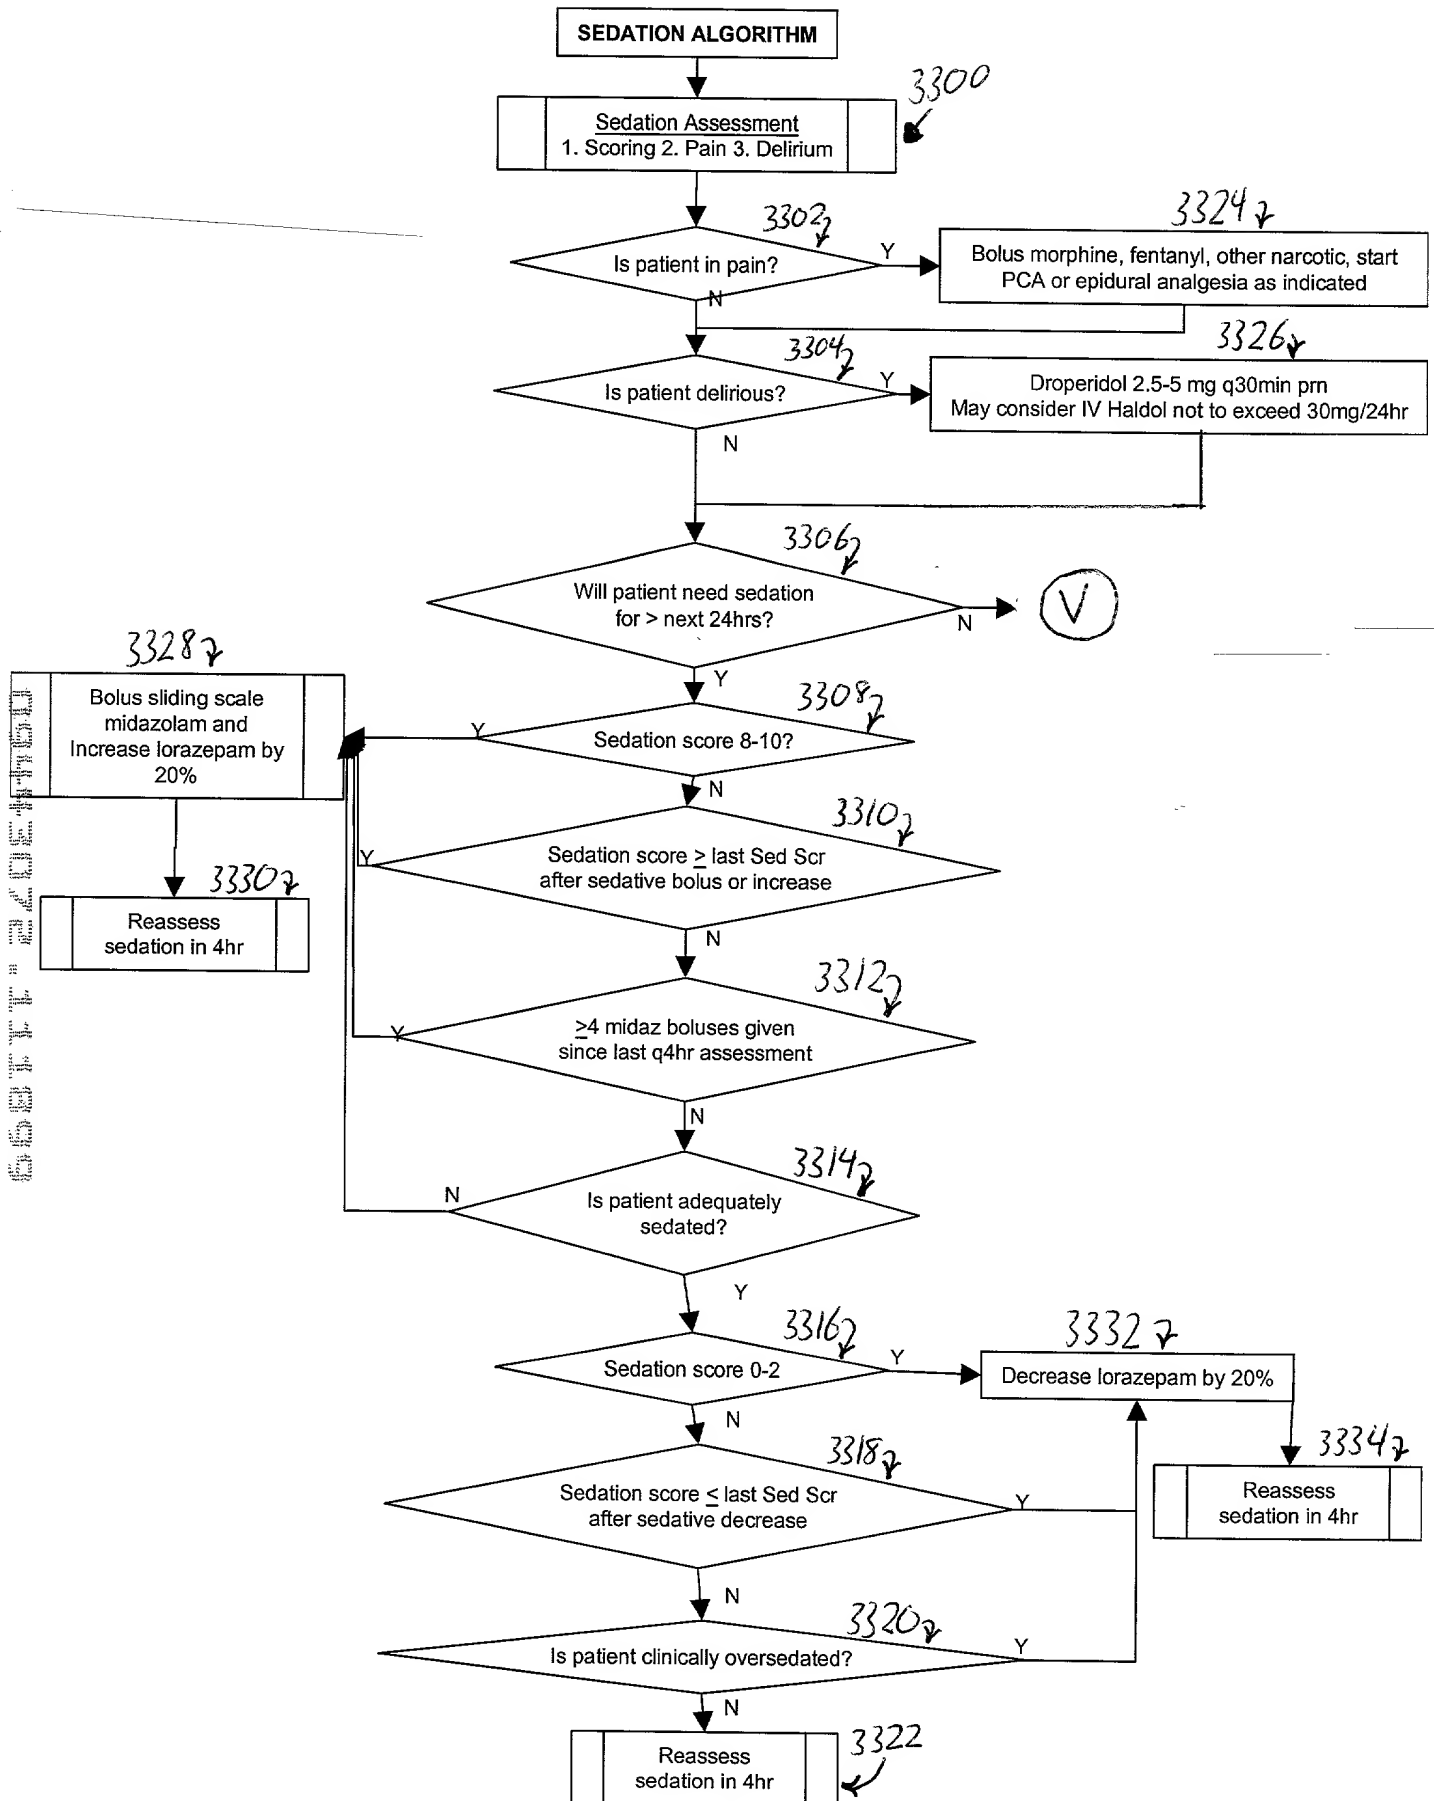 SEDATION ALGORITHM
3300
Sedation Assessment
1. Scoring 2. Pain 3. Delirium
3302
3324
Is patient in pain?
Y
Bolus morphine, fentanyl, other narcotic, start
PCA or epidural analgesia as indicated
N
3304
3326
Is patient delirious?
Y
Droperidol 2.5-5 mg q30min prn
May consider IV Haldol not to exceed 30mg/24hr
N
3306
Will patient need sedation
for > next 24hrs?
N
V
3328
Y
Bolus sliding scale
midazolam and
Increase lorazepam by
20%
3308
Y
Sedation score 8-10?
N
3310
Y
Sedation score ≥ last Sed Scr
after sedative bolus or increase
3330
Reassess
sedation in 4hr
N
3312
Y
≥4 midaz boluses given
since last q4hr assessment
N
3314
N
Is patient adequately
sedated?
Y
3316
3332
Sedation score 0-2
Y
Decrease lorazepam by 20%
N
3318
3334
Sedation score ≤ last Sed Scr
after sedative decrease
Y
Reassess
sedation in 4hr
N
3320
Is patient clinically oversedated?
Y
N
3322
Reassess
sedation in 4hr
09443072.111899